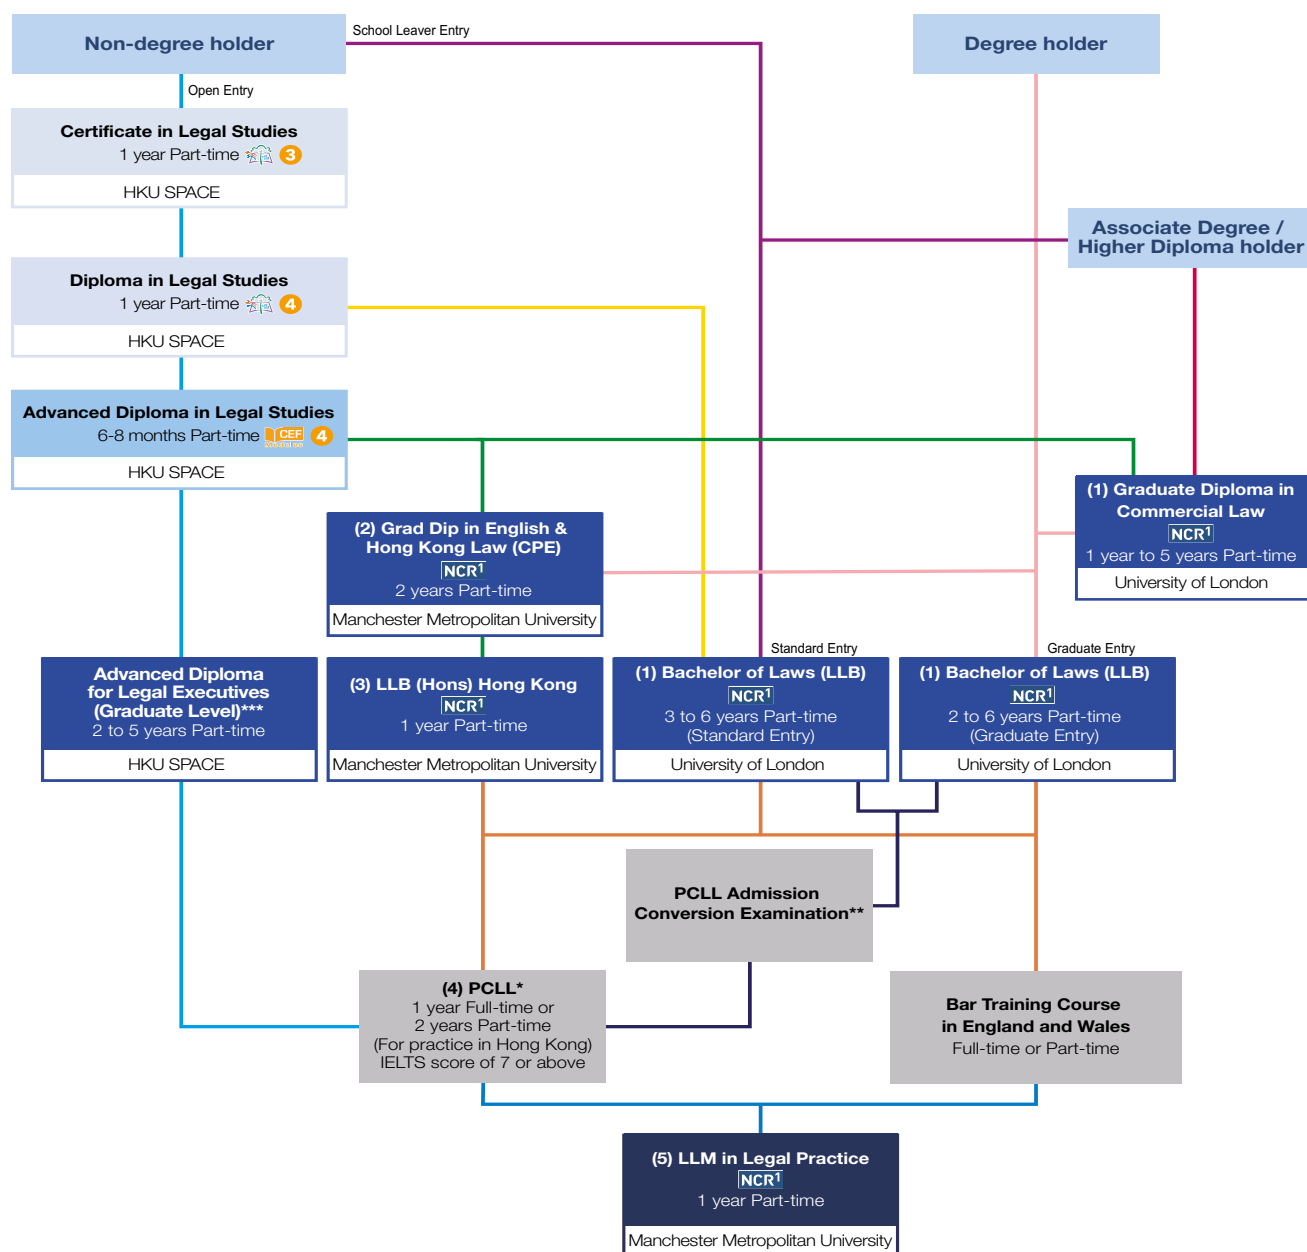 School Leaver Entry
Non-degree holder
Degree holder
Open Entry
Certificate in Legal Studies
1 year Part-time 3
HKU SPACE
Associate Degree /
Higher Diploma holder
Diploma in Legal Studies
1 year Part-time 4
HKU SPACE
Advanced Diploma in Legal Studies
6-8 months Part-time CEF 4
HKU SPACE
(1) Graduate Diploma in
Commercial Law
NCR¹
1 year to 5 years Part-time
University of London
(2) Grad Dip in English &
Hong Kong Law (CPE)
NCR¹
2 years Part-time
Manchester Metropolitan University
Standard Entry
Graduate Entry
Advanced Diploma
for Legal Executives
(Graduate Level)***
2 to 5 years Part-time
HKU SPACE
(3) LLB (Hons) Hong Kong
NCR¹
1 year Part-time
Manchester Metropolitan University
(1) Bachelor of Laws (LLB)
NCR¹
3 to 6 years Part-time
(Standard Entry)
University of London
(1) Bachelor of Laws (LLB)
NCR¹
2 to 6 years Part-time
(Graduate Entry)
University of London
PCLL Admission
Conversion Examination**
(4) PCLL*
1 year Full-time or
2 years Part-time
(For practice in Hong Kong)
IELTS score of 7 or above
Bar Training Course
in England and Wales
Full-time or Part-time
(5) LLM in Legal Practice
NCR¹
1 year Part-time
Manchester Metropolitan University